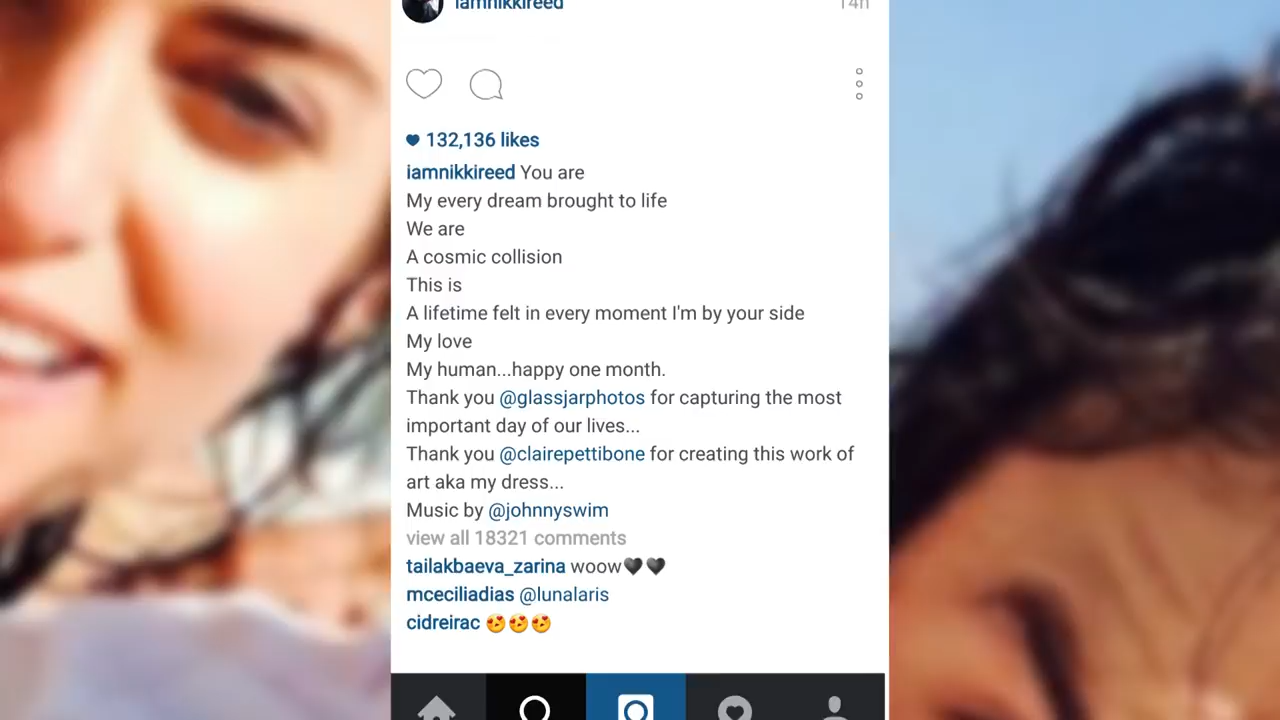 iamnikkireed 14h
132,136 likes
iamnikkireed You are
My every dream brought to life
We are
A cosmic collision
This is
A lifetime felt in every moment I'm by your side
My love
My human...happy one month.
Thank you @glassjarphotos for capturing the most
important day of our lives...
Thank you @clairepettibone for creating this work of
art aka my dress...
Music by @johnnyswim
view all 18321 comments
tailakbaeva_zarina woow🖤🖤
mceciliadias @lunalaris
cidreirac 😍😍😍